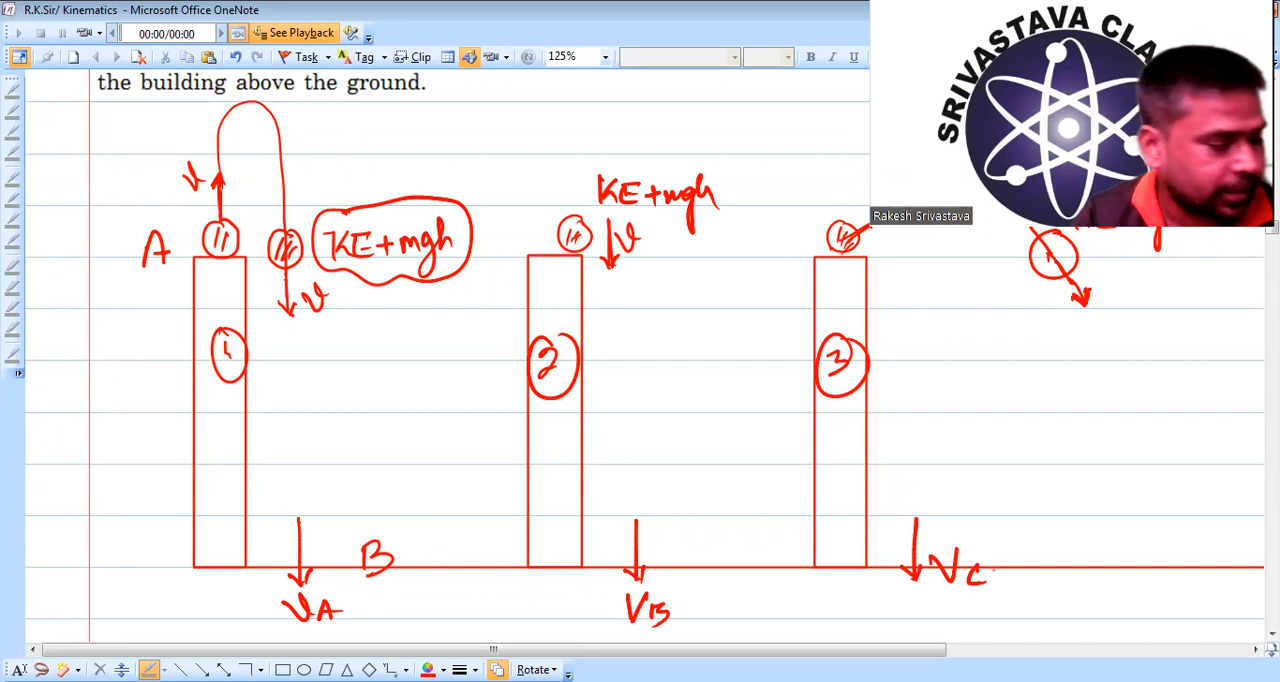 R.K.Sir/ Kinematics - Microsoft Office OneNote
00:00/00:00 See Playback
Task Tag Clip 125% B I U
the building above the ground.
SRIVASTAVA CLA
Rakesh Srivastava
v
KE+mgh
KE+mgh
v
A
v
1
2
3
B
VA
VB
VC
Rotate